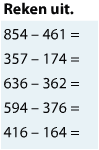 Reken uit.
854 – 461 =
357 – 174 =
636 – 362 =
594 – 376 =
416 – 164 =